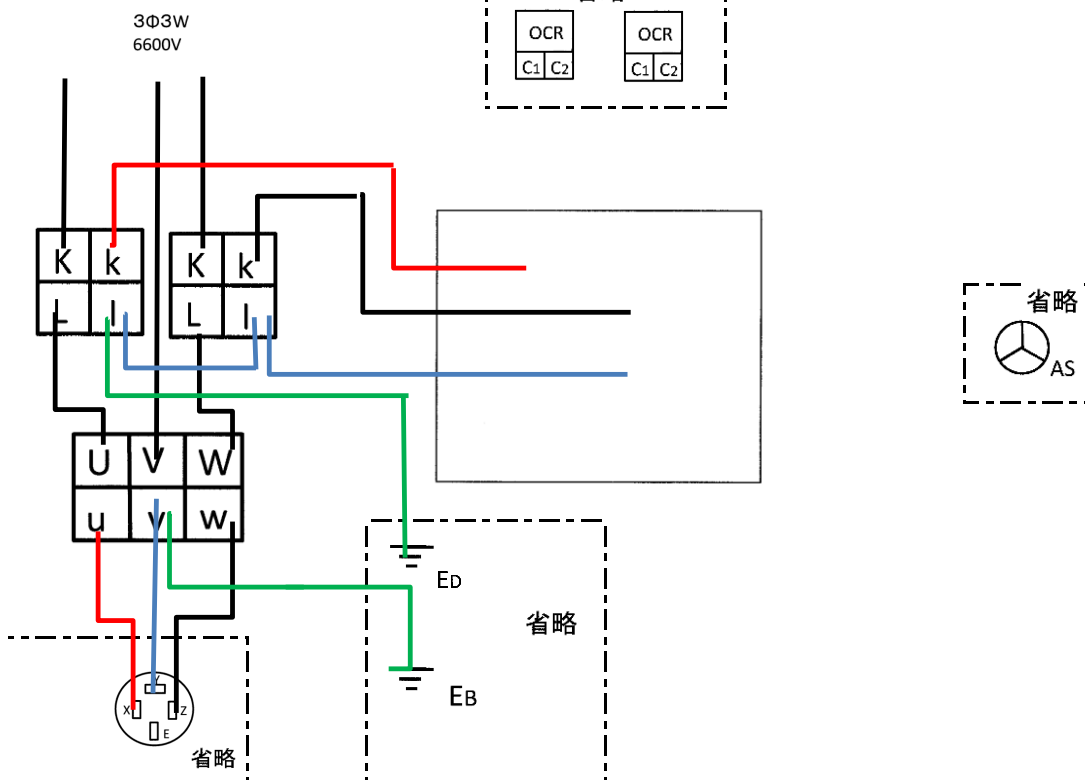 3Φ3W
6600V
OCR
OCR
C1 C2
C1 C2
K k
K k
L l
L l
省略
AS
U V W
u v w
ED
省略
EB
X
Z
E
省略